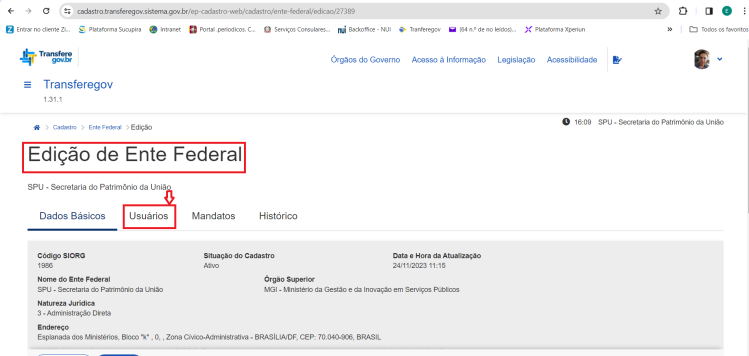 cadastro.transferegov.sistema.gov.br/ep-cadastro-web/cadastro/ente-federal/edicao/27389
Entrar no cliente Zi... Plataforma Sucupira Intranet Portal .periodicos. C... Serviços Consulares... nuj Backoffice - NUI Tranferegov (64 n.º de no leidos)... Plataforma Xperiun » Todos os favoritos
Transfere gov.br
Órgãos do Governo Acesso à Informação Legislação Acessibilidade
Transferegov
1.31.1
16:09 SPU - Secretaria do Patrimônio da União
> Cadastro > Ente Federal > Edição
Edição de Ente Federal
SPU - Secretaria do Patrimônio da União
Dados Básicos Usuários Mandatos Histórico
Código SIORG Situação do Cadastro Data e Hora da Atualização
1986 Ativo 24/11/2023 11:15
Nome do Ente Federal Órgão Superior
SPU - Secretaria do Patrimônio da União MGI - Ministério da Gestão e da Inovação em Serviços Públicos
Natureza Jurídica
3 - Administração Direta
Endereço
Esplanada dos Ministérios, Bloco "k" , 0, , Zona Cívico-Administrativa - BRASÍLIA/DF, CEP: 70.040-906, BRASIL